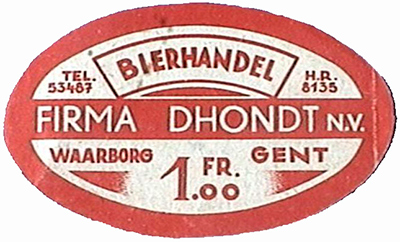 BIERHANDEL
TEL. 53487
H.R. 8135
FIRMA DHONDT N.V.
WAARBORG GENT
1 FR. .00